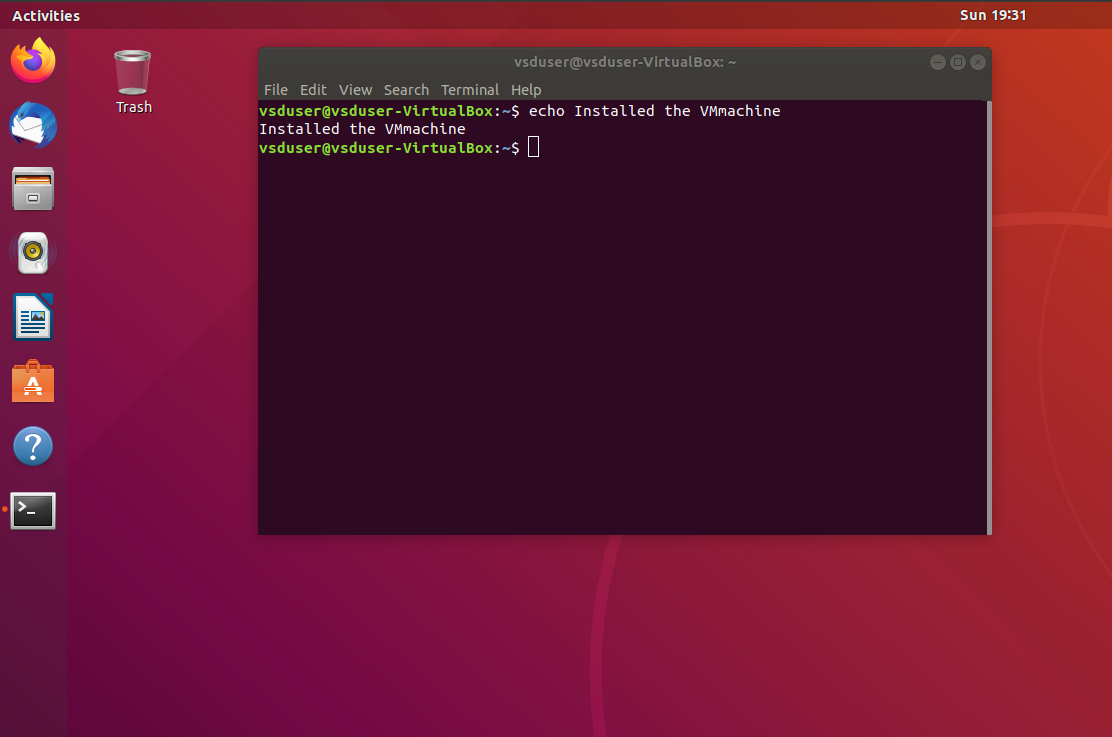 Activities
Sun 19:31
Trash
vsduser@vsduser-VirtualBox: ~
File Edit View Search Terminal Help
vsduser@vsduser-VirtualBox:~$ echo Installed the VMmachine
Installed the VMmachine
vsduser@vsduser-VirtualBox:~$